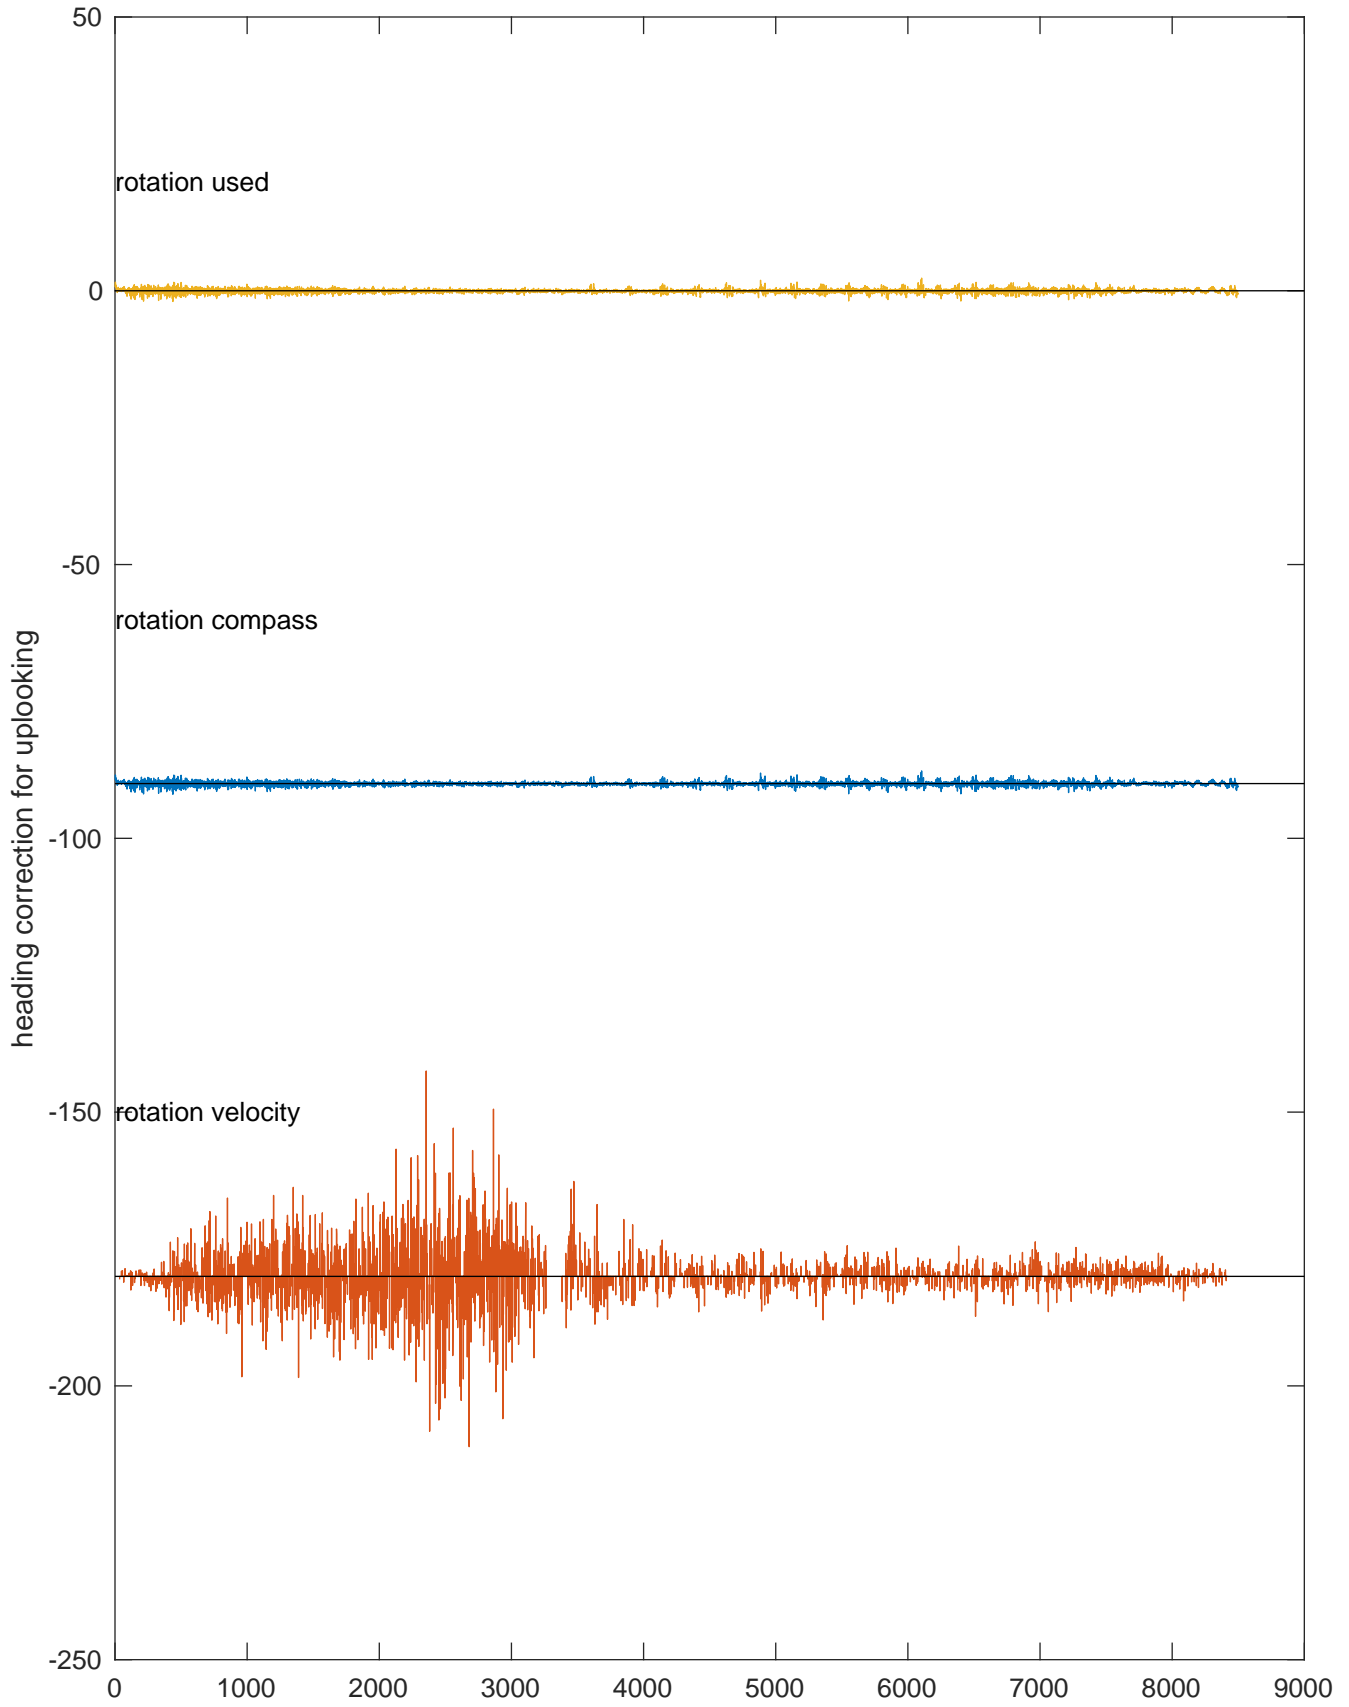 50
rotation used
0
-50
rotation compass
heading correction for uplooking
-100
-150
rotation velocity
-200
-250
0 1000 2000 3000 4000 5000 6000 7000 8000 9000